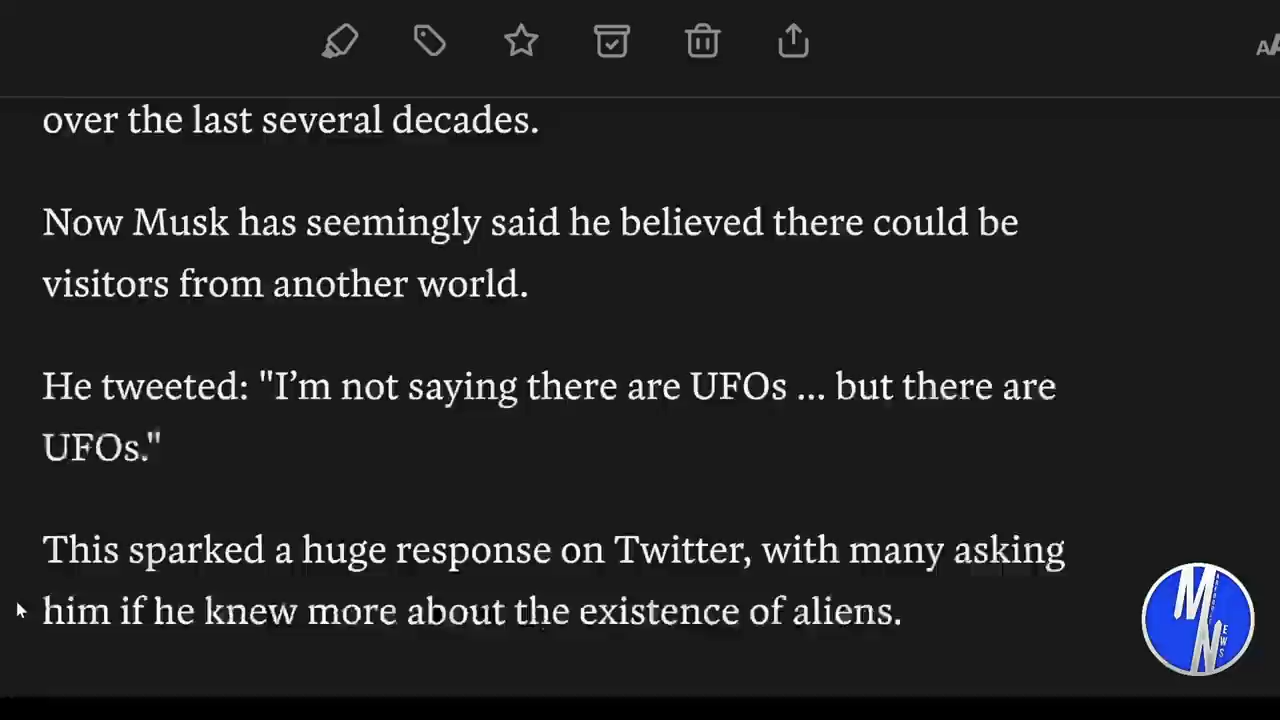 over the last several decades.
Now Musk has seemingly said he believed there could be
visitors from another world.
He tweeted: "I’m not saying there are UFOs ... but there are
UFOs."
This sparked a huge response on Twitter, with many asking
him if he knew more about the existence of aliens.